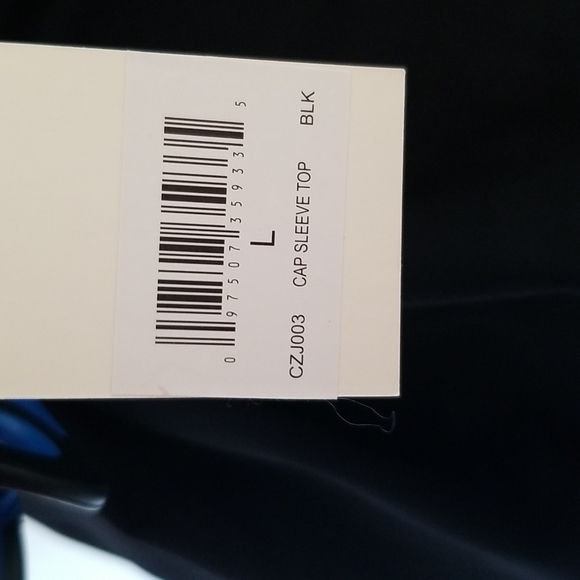 0 97507 35933 5
L
CZJ003 CAP SLEEVE TOP BLK